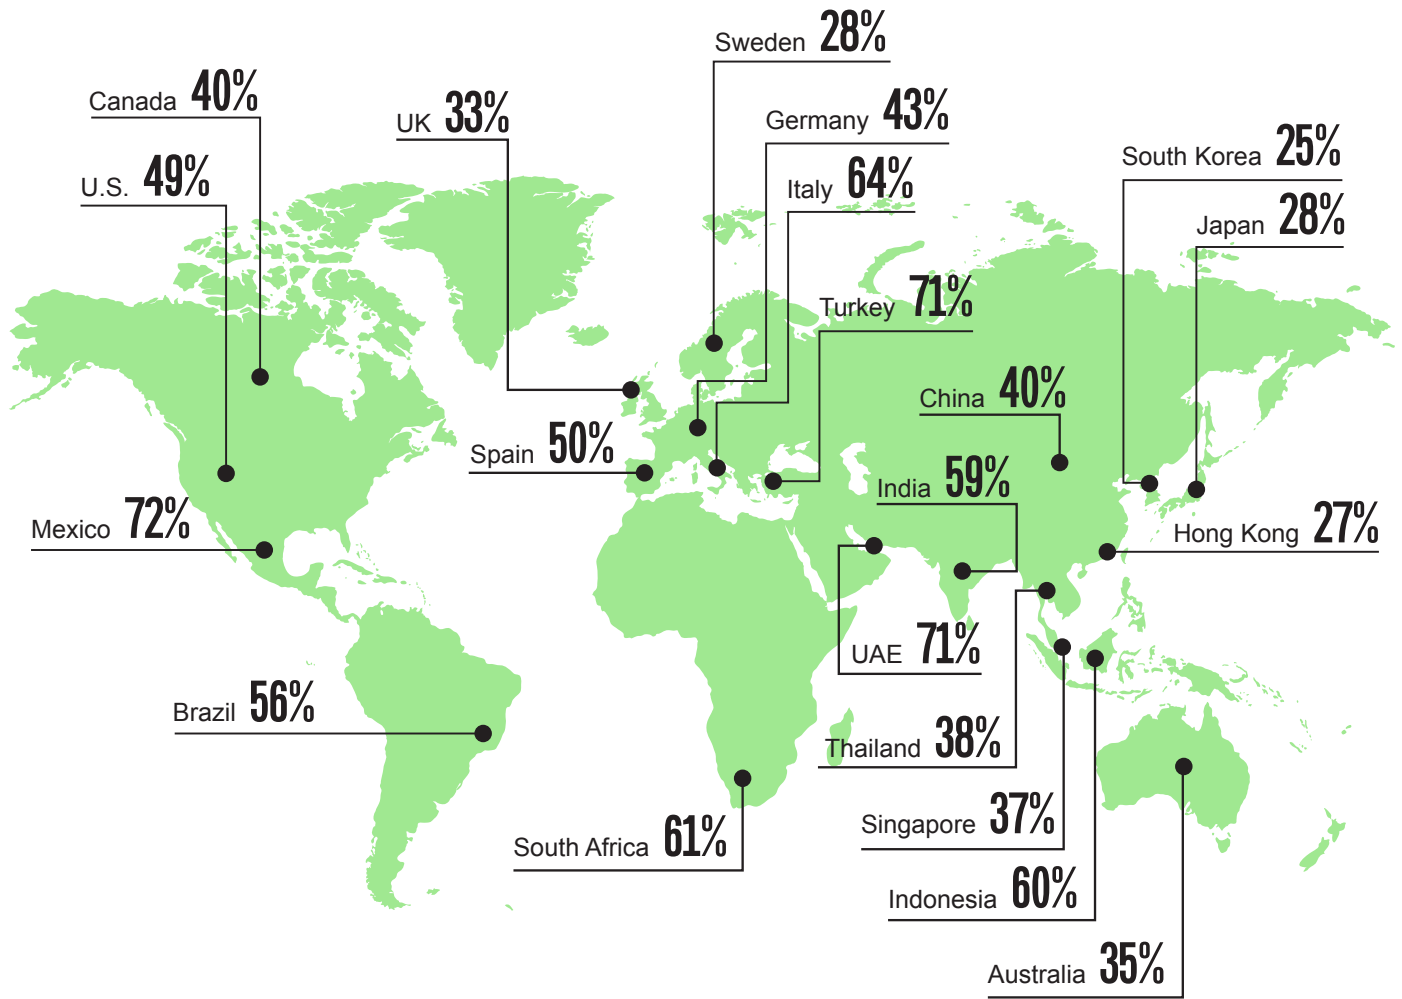 Sweden 28%
Canada 40%
UK 33%
Germany 43%
South Korea 25%
U.S. 49%
Italy 64%
Japan 28%
Turkey 71%
China 40%
Spain 50%
India 59%
Mexico 72%
Hong Kong 27%
UAE 71%
Brazil 56%
Thailand 38%
Singapore 37%
South Africa 61%
Indonesia 60%
Australia 35%